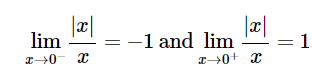 lim_{x→0⁻} |x|/x = −1 and lim_{x→0⁺} |x|/x = 1